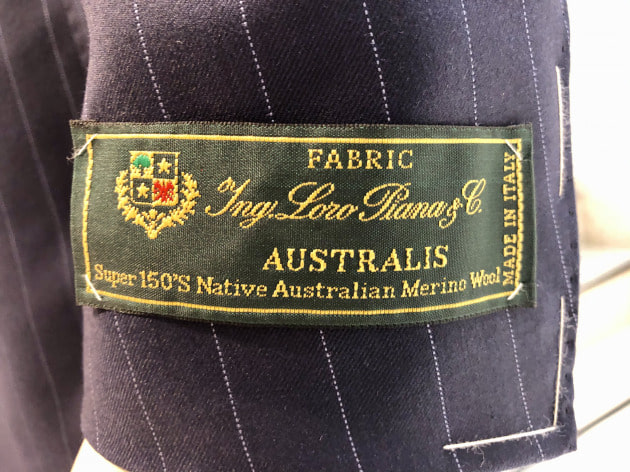 FABRIC
Ing. Loro Piana & C.
AUSTRALIS
Super 150'S Native Australian Merino Wool
MADE IN ITALY